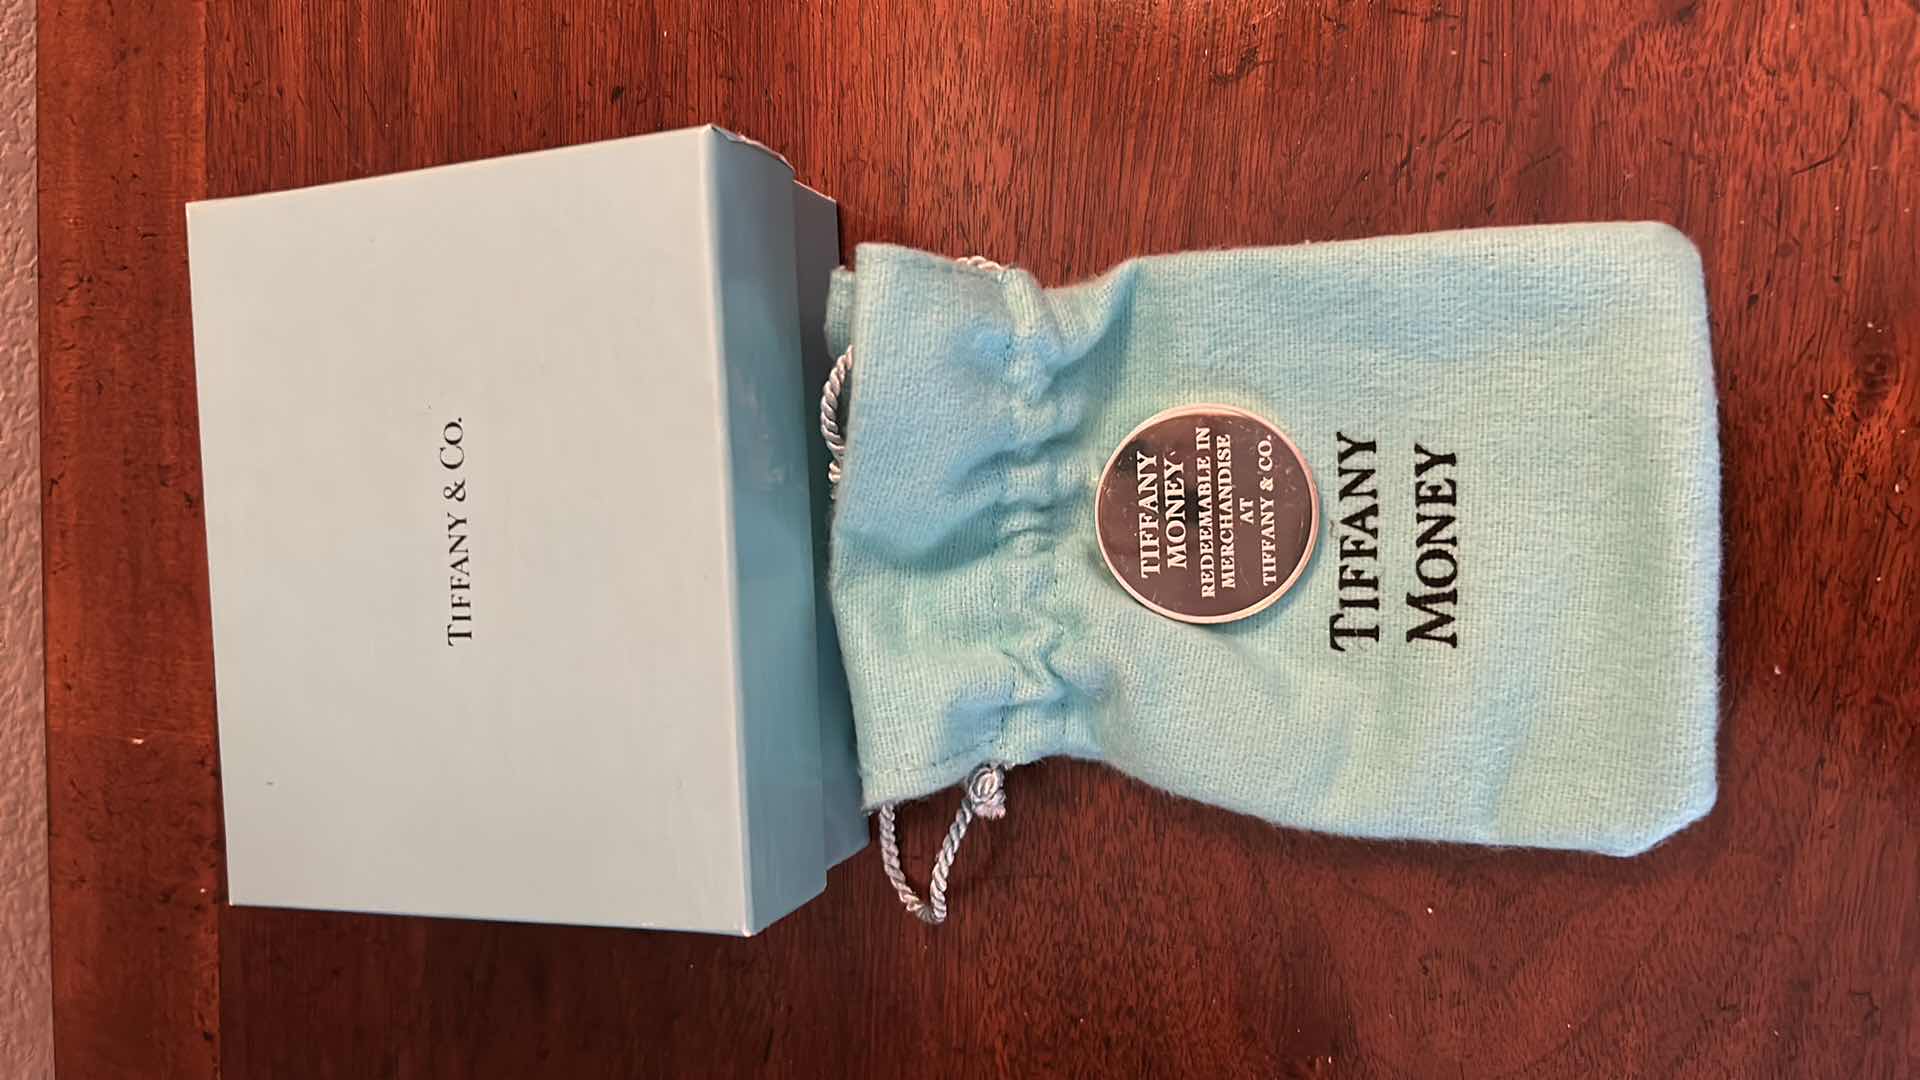 TIFFANY & CO.
TIFFANY
MONEY
REDEEMABLE IN
MERCHANDISE
AT
TIFFANY & CO.
TIFFANY
MONEY